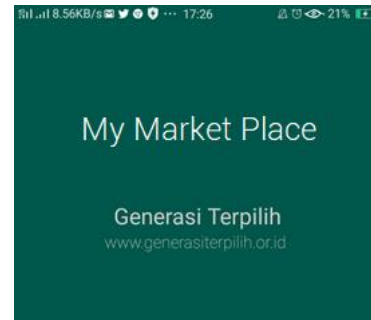 8.56KB/s ... 17:26 21%
My Market Place
Generasi Terpilih
www.generasiterpilih.or.id